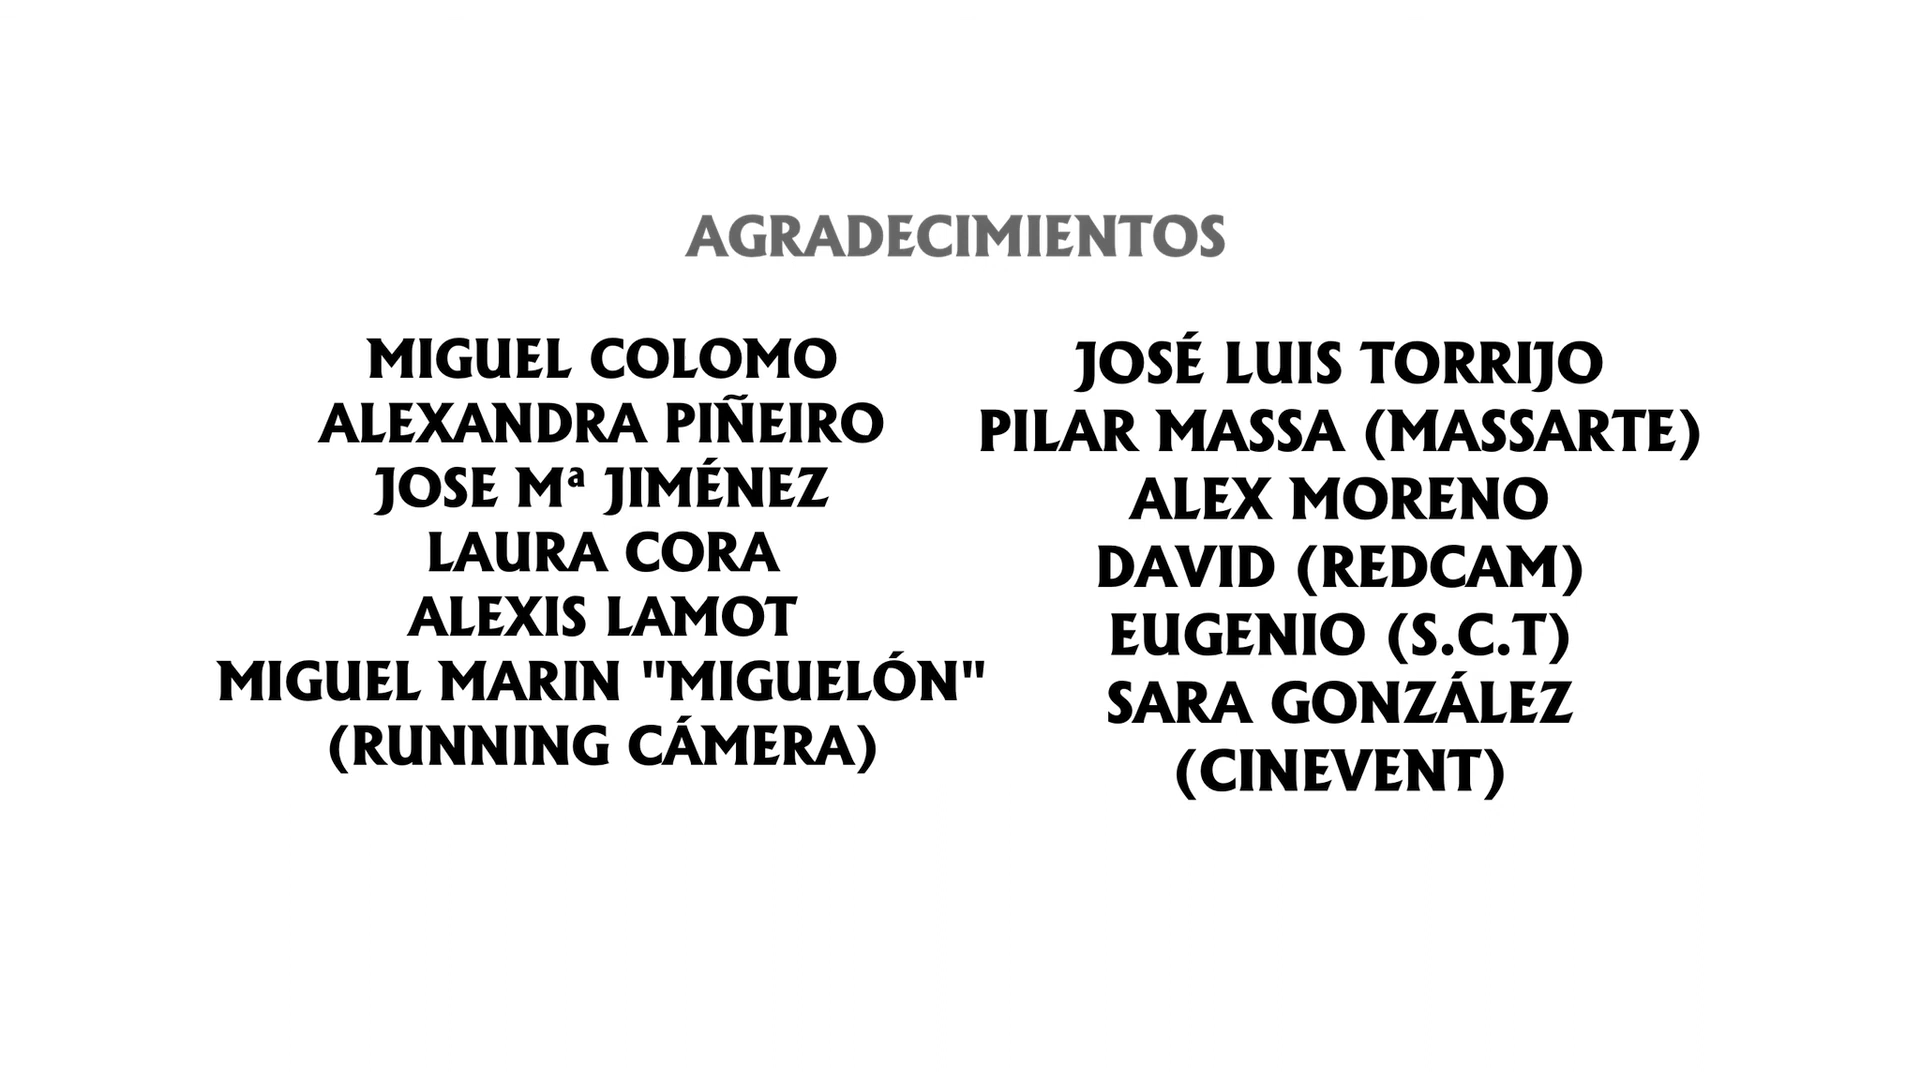 AGRADECIMIENTOS
MIGUEL COLOMO
ALEXANDRA PIÑEIRO
JOSE Mª JIMÉNEZ
LAURA CORA
ALEXIS LAMOT
MIGUEL MARIN "MIGUELÓN"
(RUNNING CÁMERA)
JOSÉ LUIS TORRIJO
PILAR MASSA (MASSARTE)
ALEX MORENO
DAVID (REDCAM)
EUGENIO (S.C.T)
SARA GONZÁLEZ
(CINEVENT)